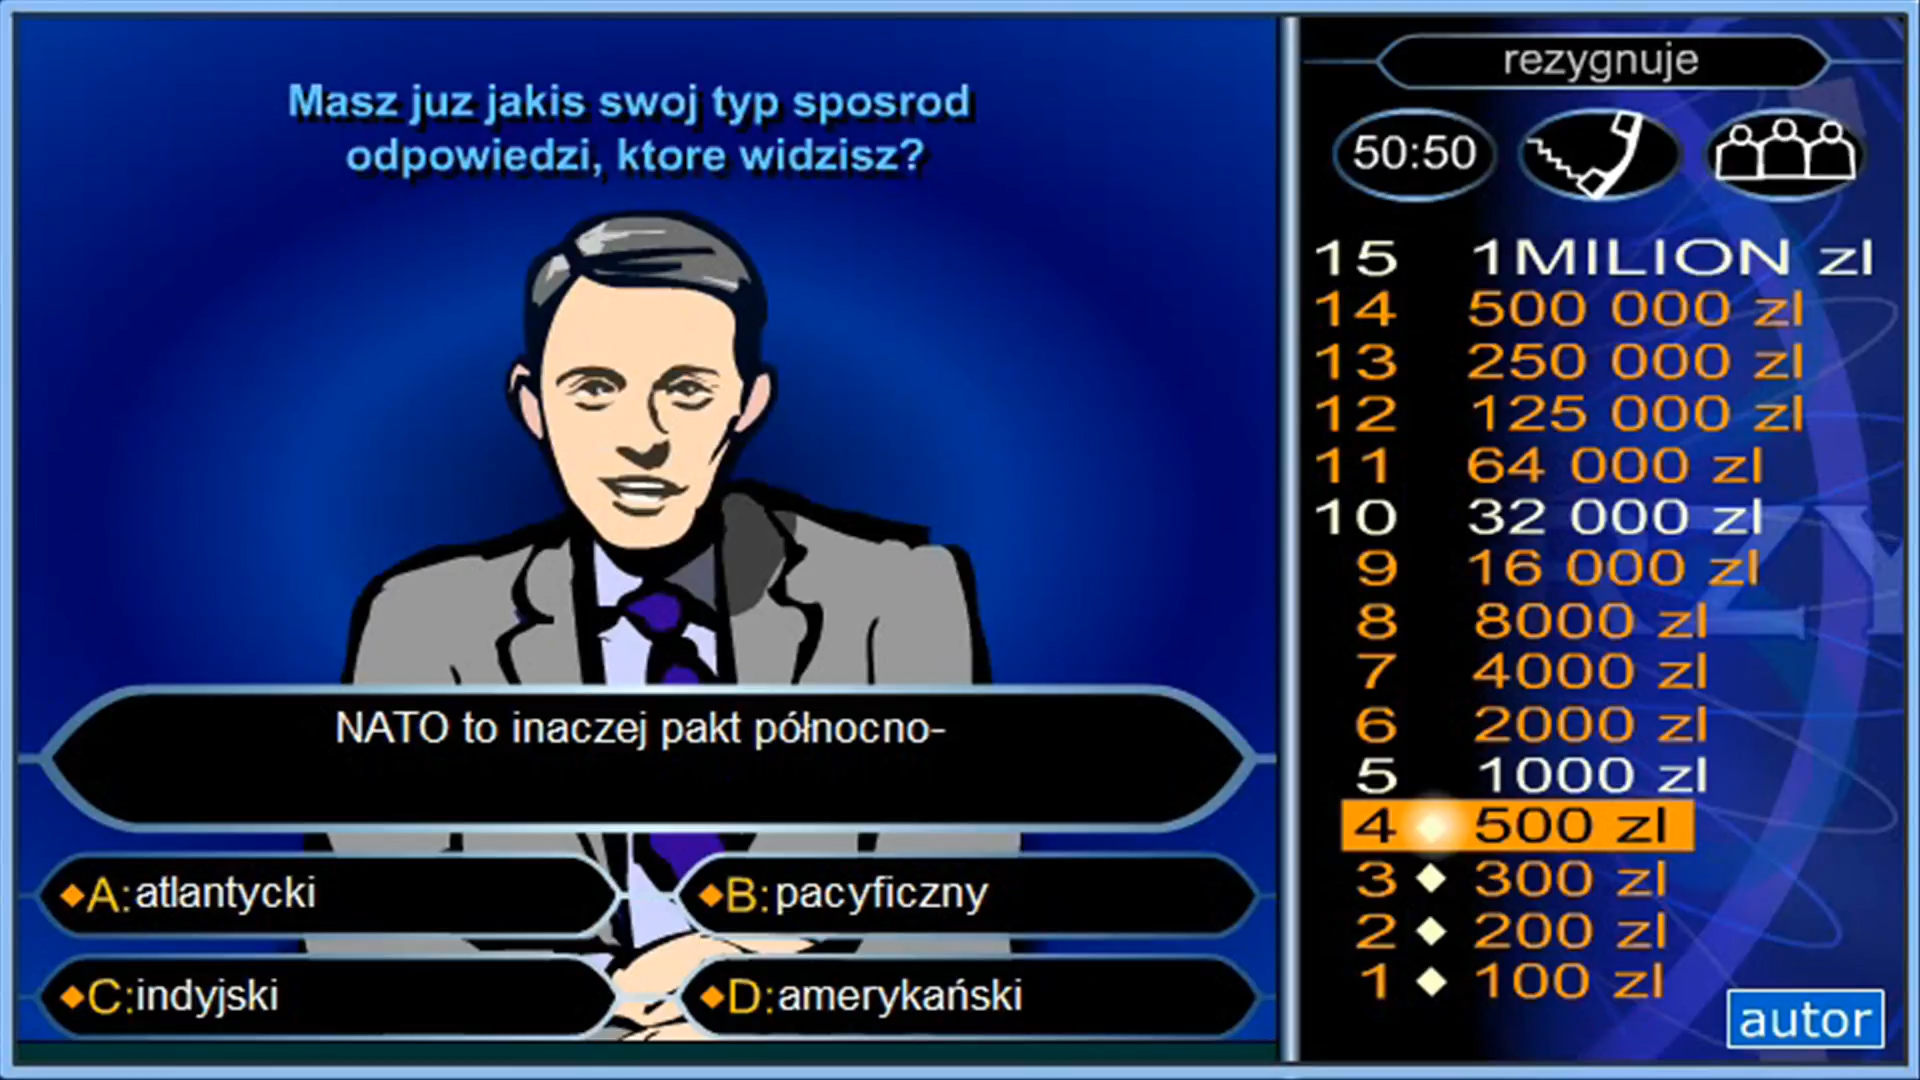 Masz juz jakis swoj typ sposrod
odpowiedzi, ktore widzisz?
NATO to inaczej pakt północno-
A: atlantycki
B: pacyficzny
C: indyjski
D: amerykański
rezygnuje
50:50
15 1MILION zl
14 500 000 zl
13 250 000 zl
12 125 000 zl
11 64 000 zl
10 32 000 zl
9 16 000 zl
8 8000 zl
7 4000 zl
6 2000 zl
5 1000 zl
4 500 zl
3 300 zl
2 200 zl
1 100 zl
autor